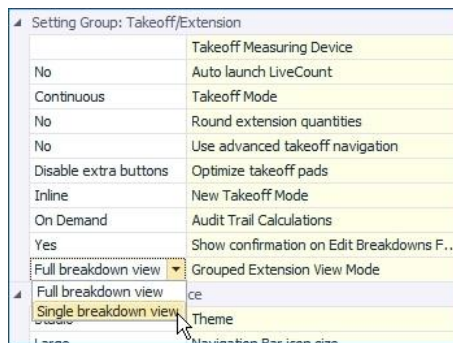 Setting Group: Takeoff/Extension
Takeoff Measuring Device
No Auto launch LiveCount
Continuous Takeoff Mode
No Round extension quantities
No Use advanced takeoff navigation
Disable extra buttons Optimize takeoff pads
Inline New Takeoff Mode
On Demand Audit Trail Calculations
Yes Show confirmation on Edit Breakdowns F...
Full breakdown view Grouped Extension View Mode
Full breakdown view ce
Single breakdown view Theme